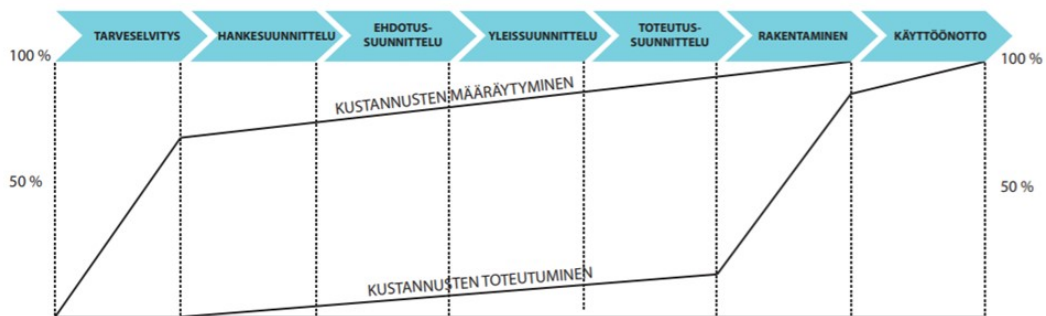 TARVESELVITYS
HANKESUUNNITTELU
EHDOTUS-
SUUNNITTELU
YLEISSUUNNITTELU
TOTEUTUS-
SUUNNITTELU
RAKENTAMINEN
KÄYTTÖÖNOTTO
100 %
100 %
KUSTANNUSTEN MÄÄRÄYTYMINEN
50 %
50 %
KUSTANNUSTEN TOTEUTUMINEN